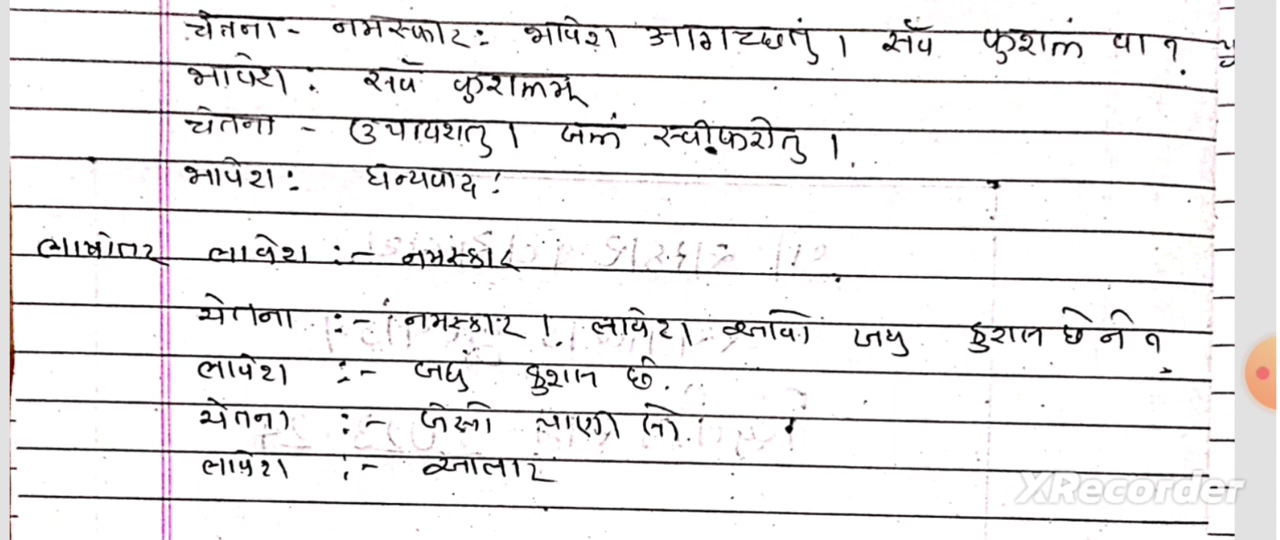 चेतना - नमस्कारः भावेश आगच्छतुं । सर्वं कुशलं वा ?
भावेश : सर्वं कुशलम्
चेतना - उपविशतु । जलं स्वीकरोतु ।
भावेश : धन्यवादः
ભાષાંતર ભાવેશ :- નમસ્કાર
ચેતના :- નમસ્કાર ! ભાવેશ આવો બધુ કુશળ છે ને ?
ભાવેશ :- બધું કુશળ છે.
ચેતના :- બેસો પાણી લો.
ભાવેશ :- આભાર
XRecorder